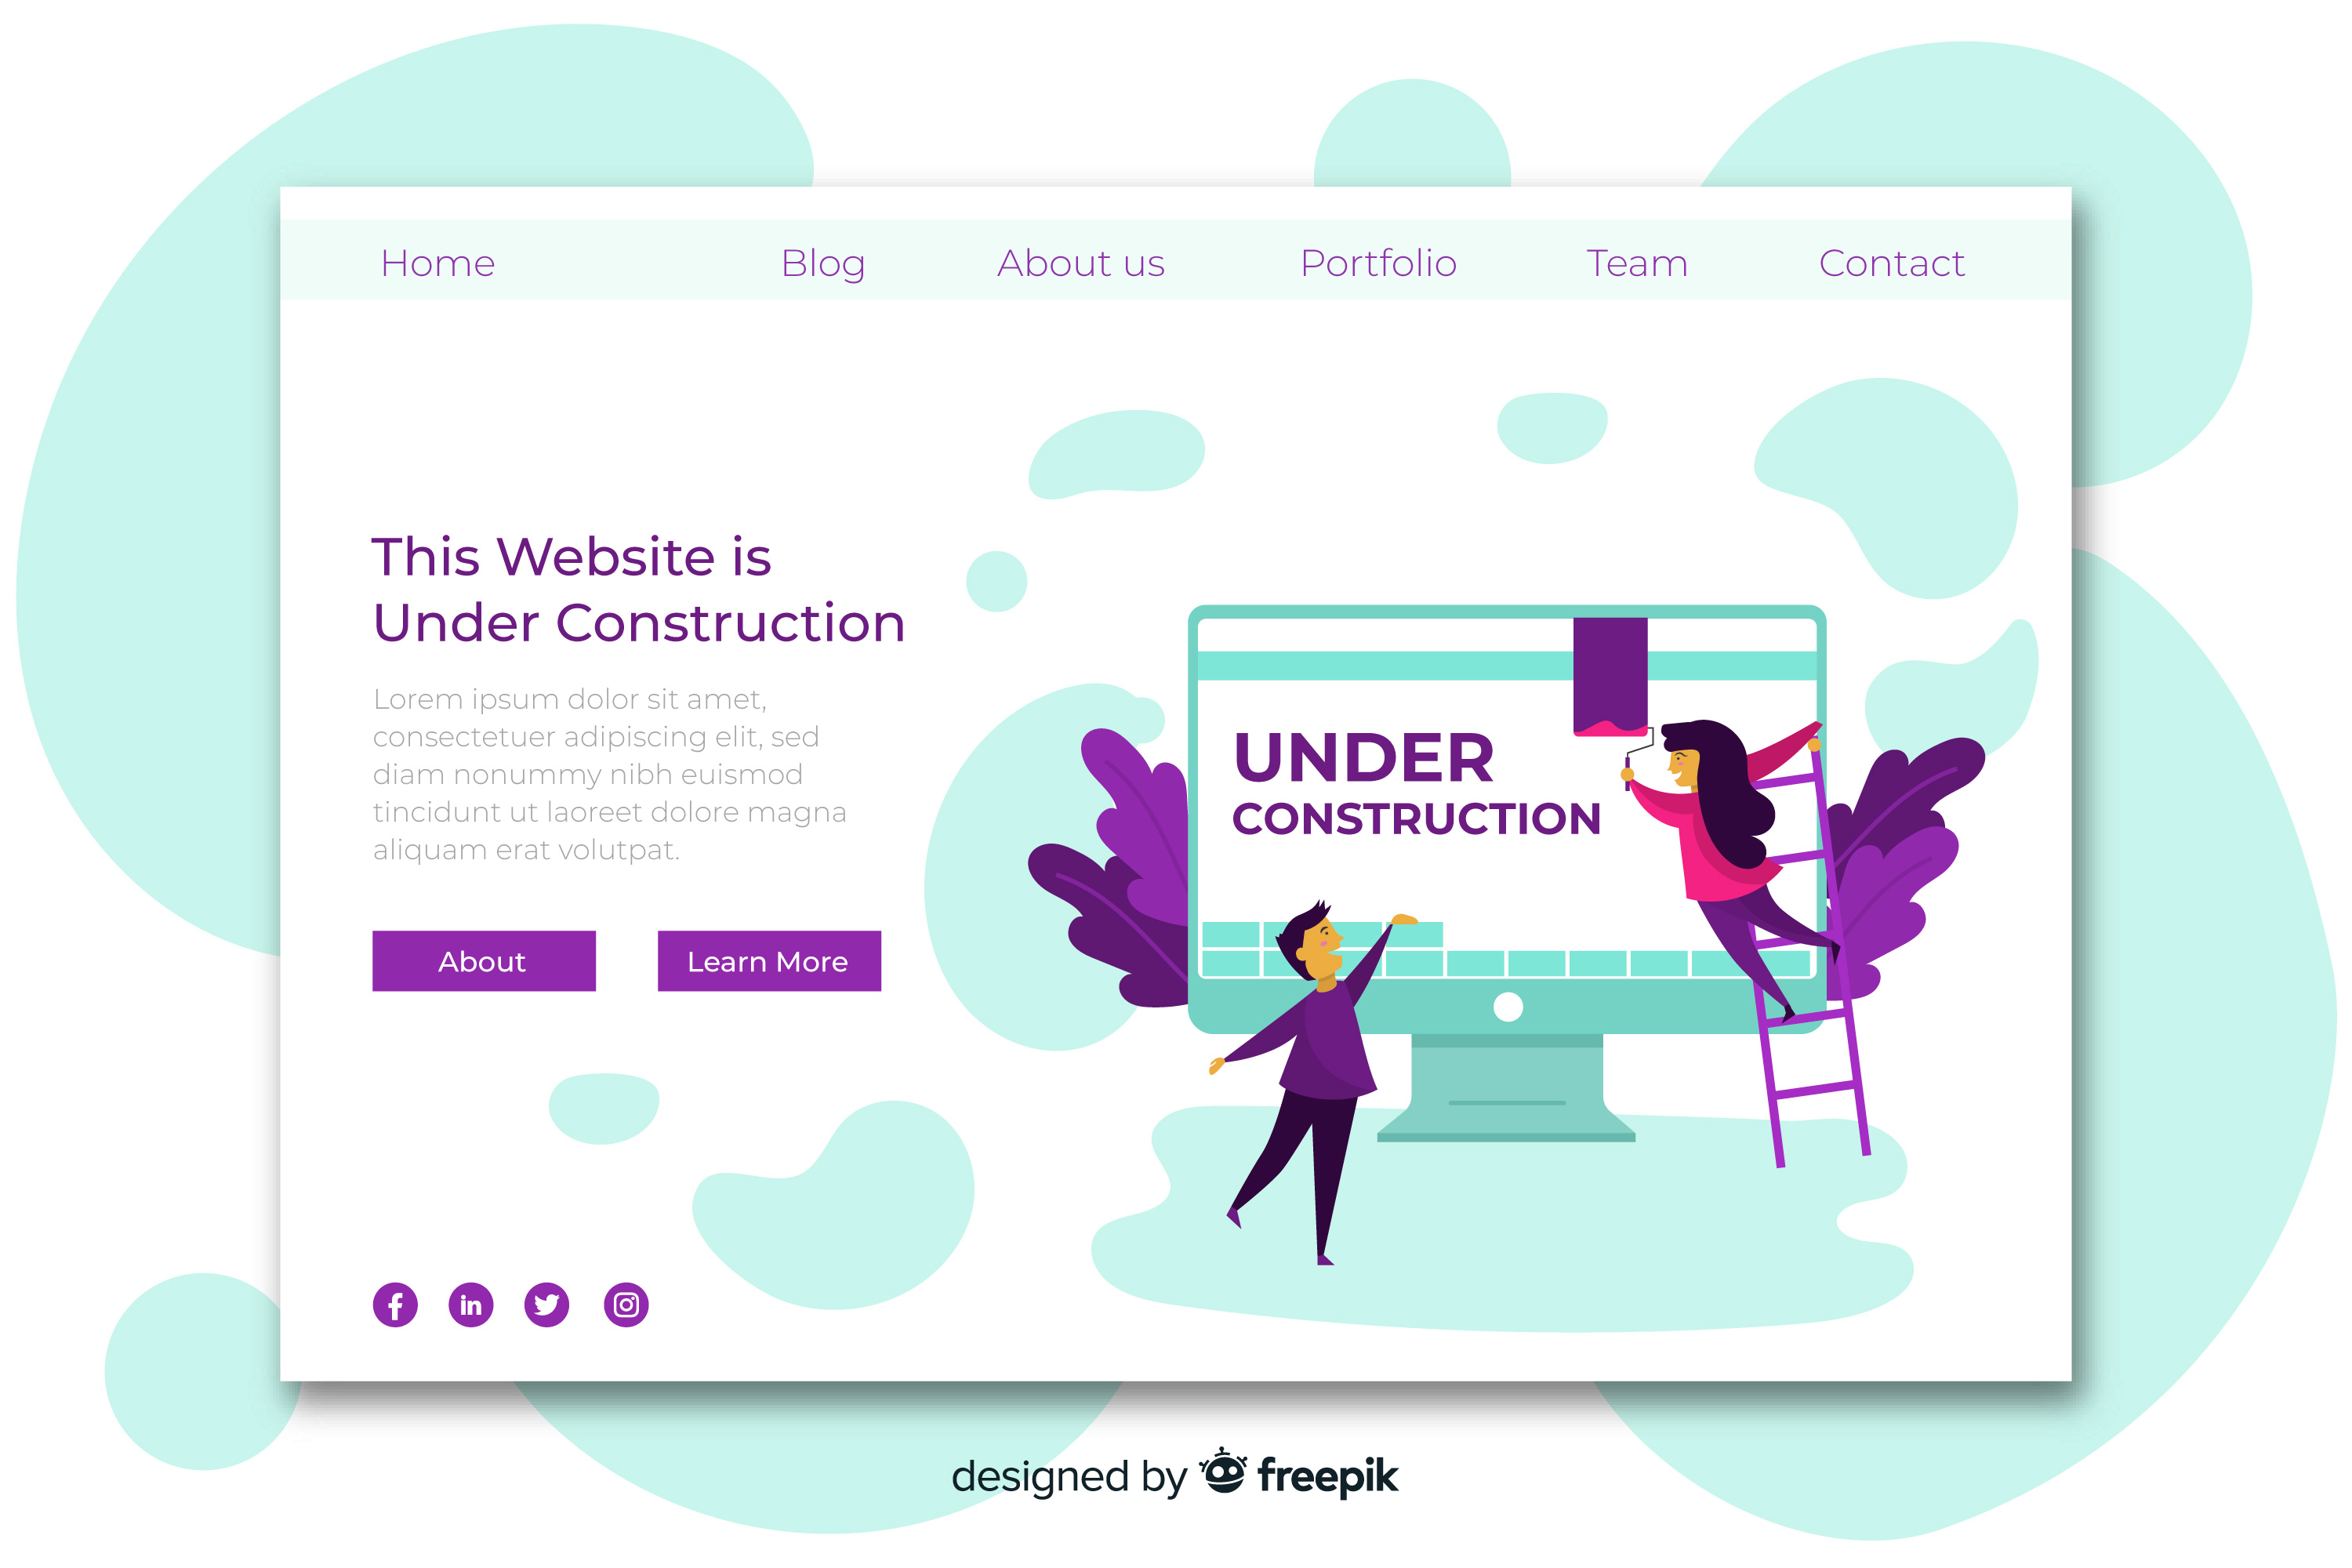 Home Blog About us Portfolio Team Contact
This Website is
Under Construction
Lorem ipsum dolor sit amet,
consectetuer adipiscing elit, sed
diam nonummy nibh euismod
tincidunt ut laoreet dolore magna
aliquam erat volutpat.
About Learn More
UNDER
CONSTRUCTION
f in
designed by freepik